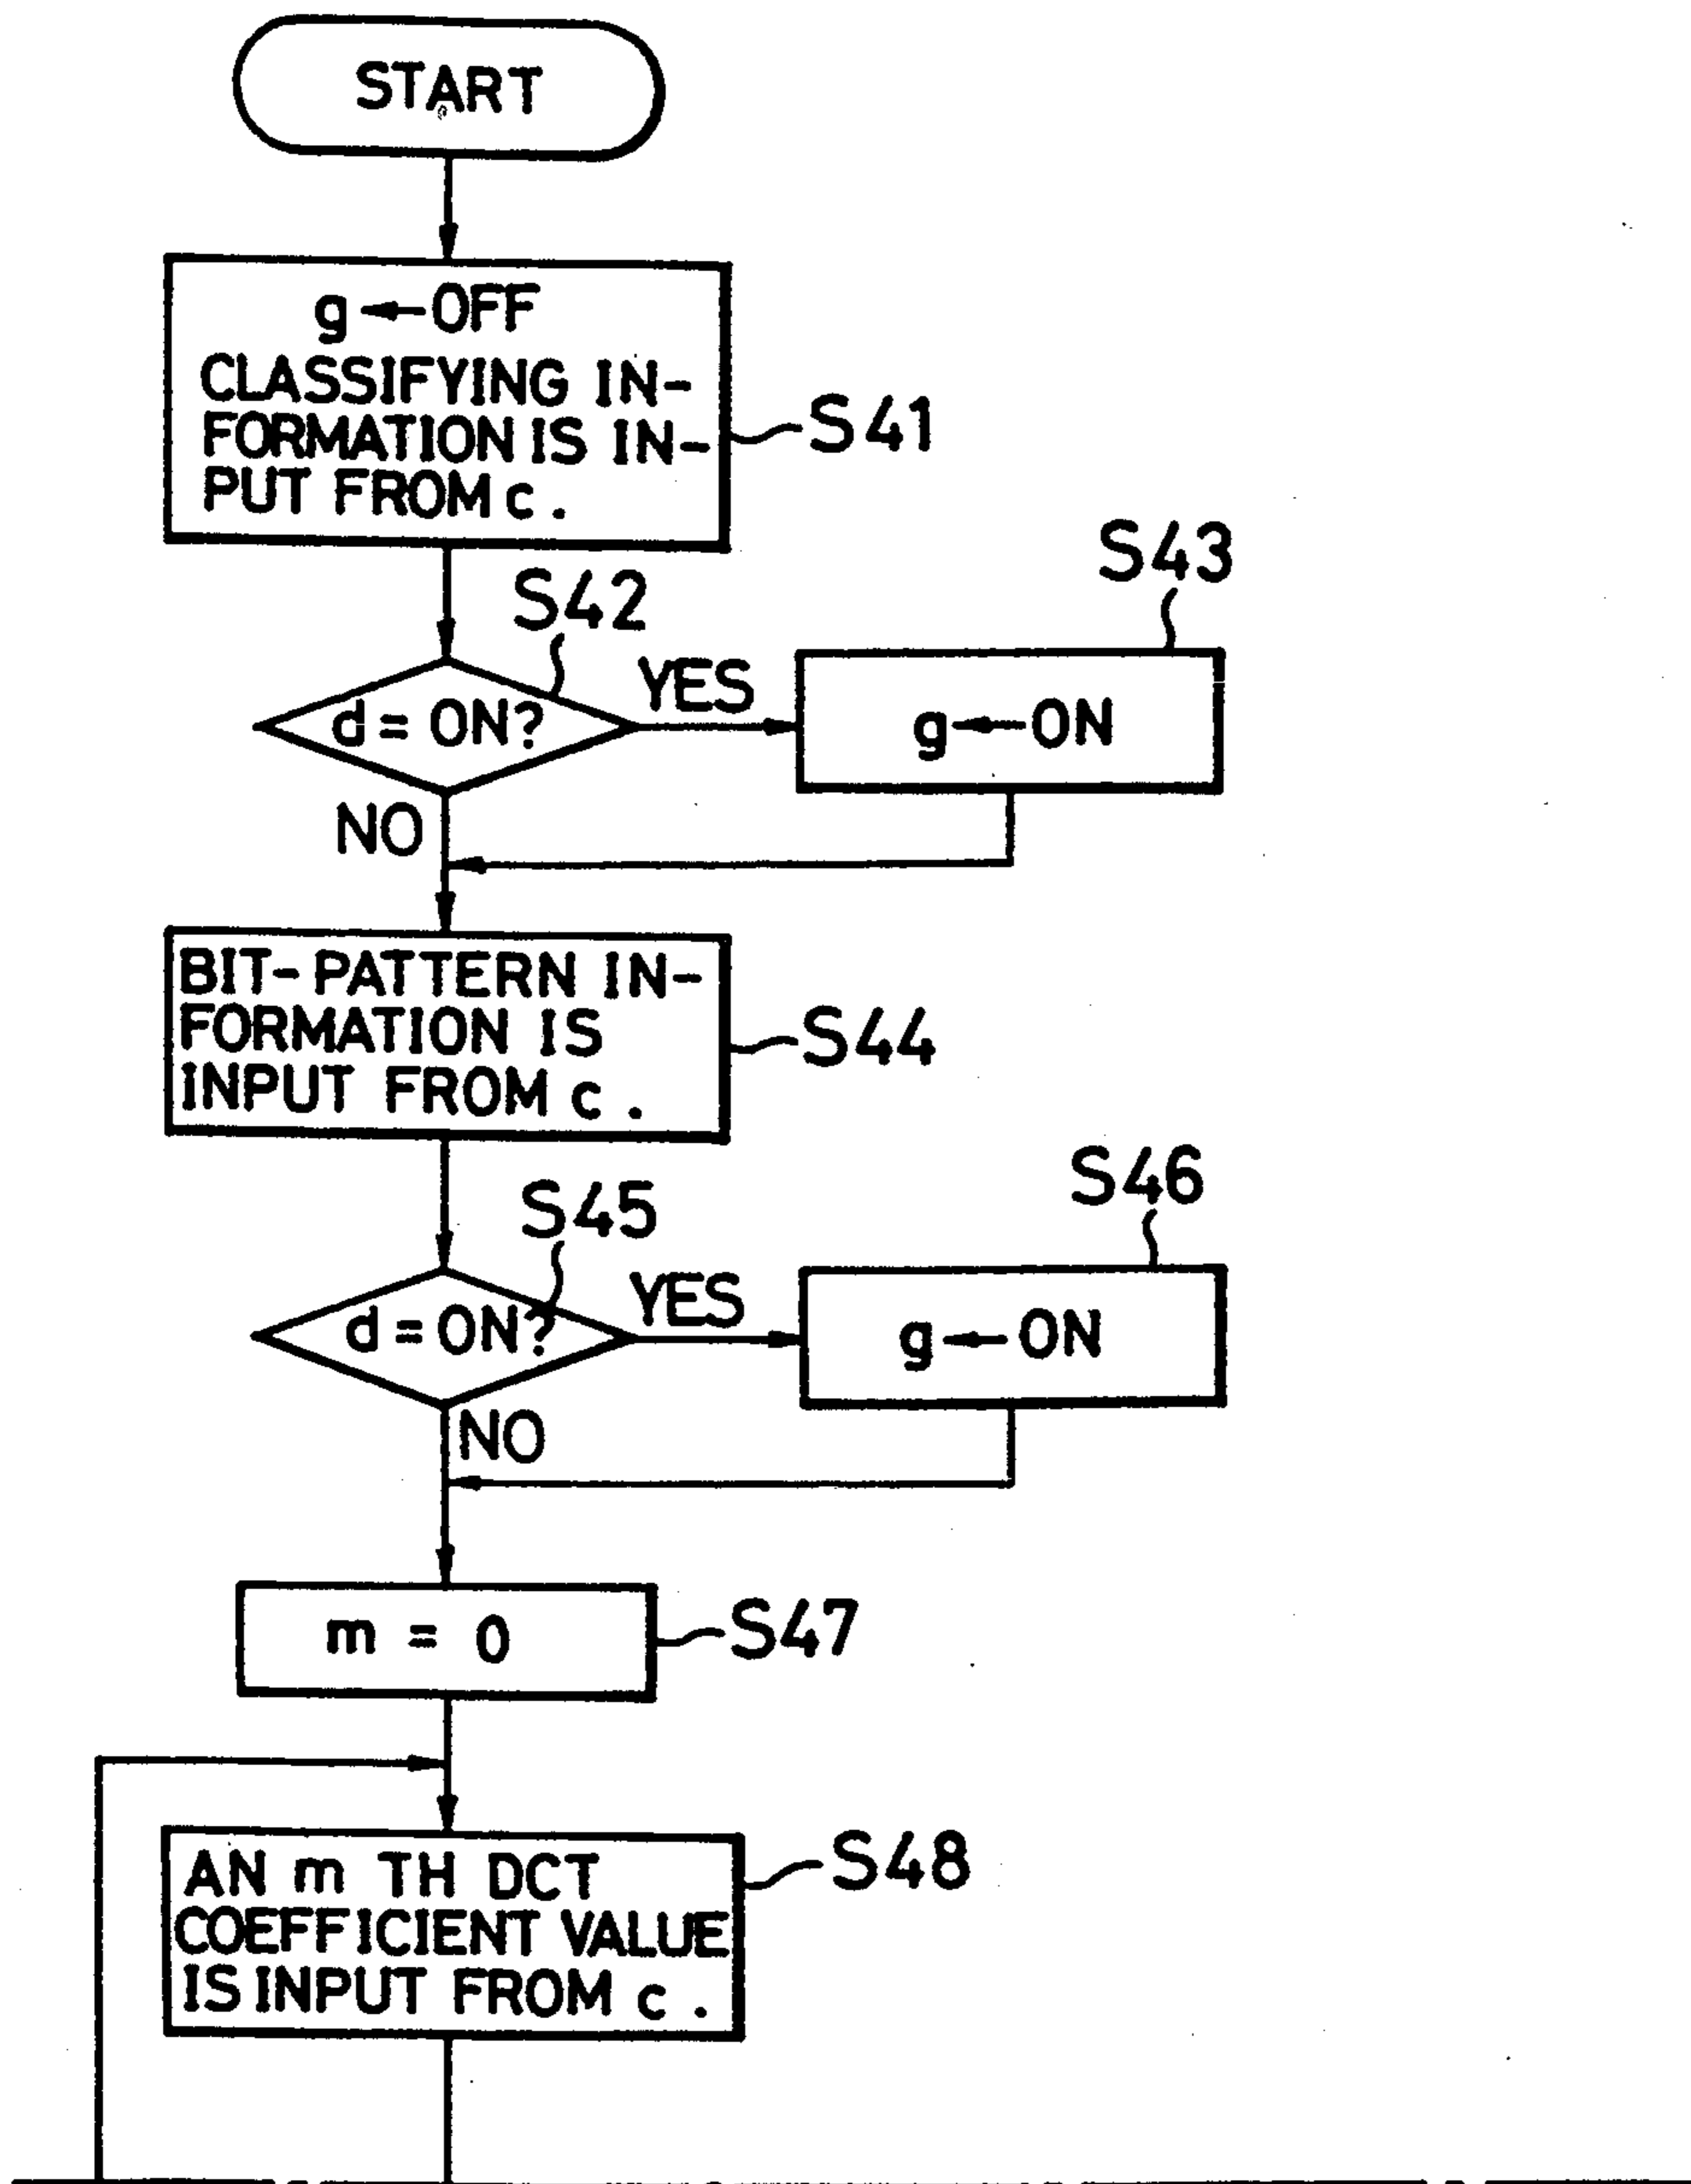 START
g ← OFF
CLASSIFYING IN-
FORMATION IS IN-
PUT FROM c.
S41
S42
d = ON?
YES
NO
S43
g ← ON
BIT-PATTERN IN-
FORMATION IS
INPUT FROM c.
S44
S45
d = ON?
YES
NO
S46
g ← ON
m = 0
S47
AN m TH DCT
COEFFICIENT VALUE
IS INPUT FROM c.
S48